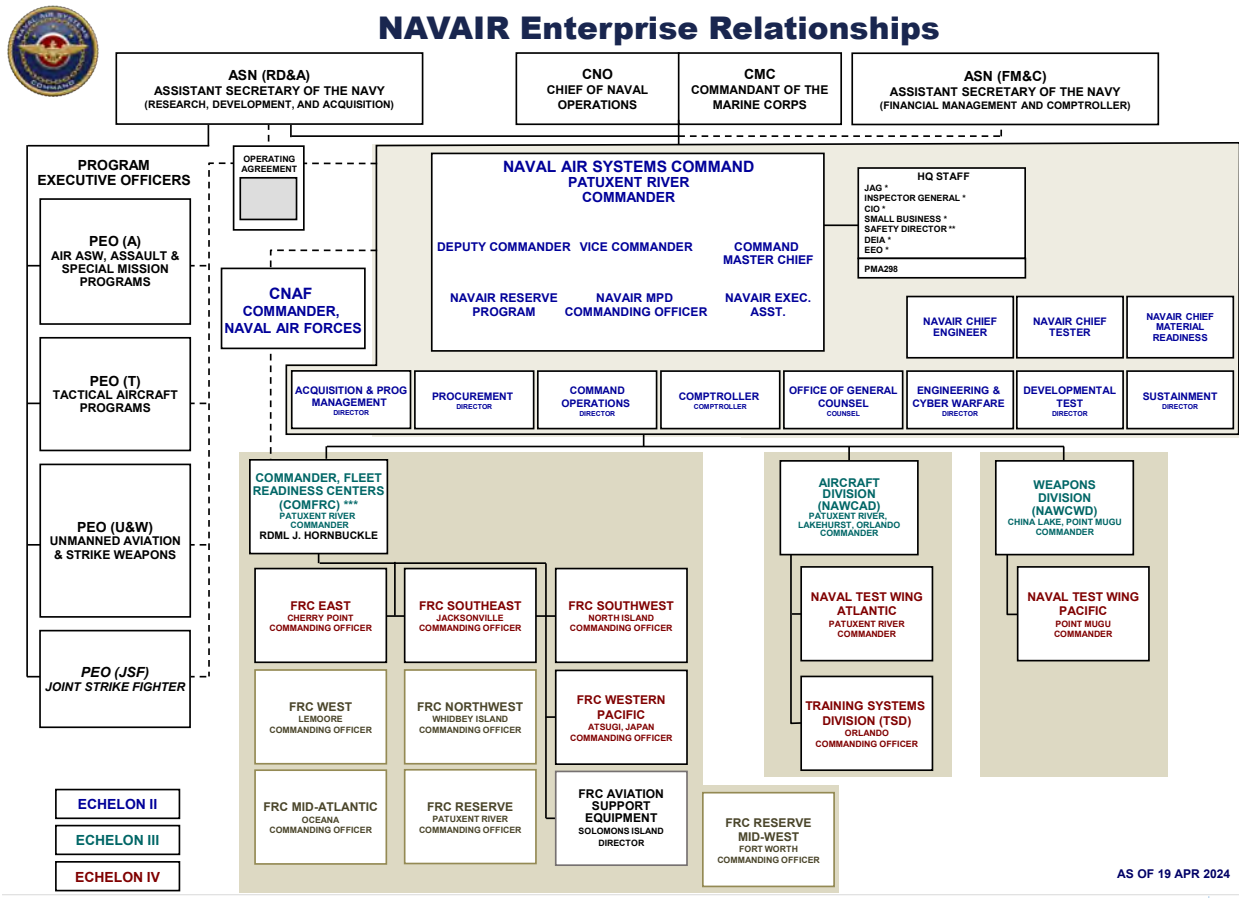 NAVAIR Enterprise Relationships
NAVAL AIR SYSTEMS
COMMAND
ASN (RD&A)
ASSISTANT SECRETARY OF THE NAVY
(RESEARCH, DEVELOPMENT, AND ACQUISITION)
CNO
CHIEF OF NAVAL
OPERATIONS
CMC
COMMANDANT OF THE
MARINE CORPS
ASN (FM&C)
ASSISTANT SECRETARY OF THE NAVY
(FINANCIAL MANAGEMENT AND COMPTROLLER)
PROGRAM
EXECUTIVE OFFICERS
PEO (A)
AIR ASW, ASSAULT &
SPECIAL MISSION
PROGRAMS
PEO (T)
TACTICAL AIRCRAFT
PROGRAMS
PEO (U&W)
UNMANNED AVIATION
& STRIKE WEAPONS
PEO (JSF)
JOINT STRIKE FIGHTER
OPERATING
AGREEMENT
CNAF
COMMANDER,
NAVAL AIR FORCES
NAVAL AIR SYSTEMS COMMAND
PATUXENT RIVER
COMMANDER
DEPUTY COMMANDER
VICE COMMANDER
COMMAND
MASTER CHIEF
NAVAIR RESERVE
PROGRAM
NAVAIR MPD
COMMANDING OFFICER
NAVAIR EXEC.
ASST.
HQ STAFF
JAG *
INSPECTOR GENERAL *
CIO *
SMALL BUSINESS *
SAFETY DIRECTOR **
DEIA *
EEO *
PMA298
NAVAIR CHIEF
ENGINEER
NAVAIR CHIEF
TESTER
NAVAIR CHIEF
MATERIAL
READINESS
ACQUISITION & PROG
MANAGEMENT
DIRECTOR
PROCUREMENT
DIRECTOR
COMMAND
OPERATIONS
DIRECTOR
COMPTROLLER
COMPTROLLER
OFFICE OF GENERAL
COUNSEL
COUNSEL
ENGINEERING &
CYBER WARFARE
DIRECTOR
DEVELOPMENTAL
TEST
DIRECTOR
SUSTAINMENT
DIRECTOR
COMMANDER, FLEET
READINESS CENTERS
(COMFRC) ***
PATUXENT RIVER
COMMANDER
RDML J. HORNBUCKLE
FRC EAST
CHERRY POINT
COMMANDING OFFICER
FRC SOUTHEAST
JACKSONVILLE
COMMANDING OFFICER
FRC SOUTHWEST
NORTH ISLAND
COMMANDING OFFICER
FRC WEST
LEMOORE
COMMANDING OFFICER
FRC NORTHWEST
WHIDBEY ISLAND
COMMANDING OFFICER
FRC WESTERN
PACIFIC
ATSUGI, JAPAN
COMMANDING OFFICER
FRC MID-ATLANTIC
OCEANA
COMMANDING OFFICER
FRC RESERVE
PATUXENT RIVER
COMMANDING OFFICER
FRC AVIATION
SUPPORT
EQUIPMENT
SOLOMONS ISLAND
DIRECTOR
FRC RESERVE
MID-WEST
FORT WORTH
COMMANDING OFFICER
AIRCRAFT
DIVISION
(NAWCAD)
PATUXENT RIVER,
LAKEHURST, ORLANDO
COMMANDER
NAVAL TEST WING
ATLANTIC
PATUXENT RIVER
COMMANDER
TRAINING SYSTEMS
DIVISION (TSD)
ORLANDO
COMMANDING OFFICER
WEAPONS
DIVISION
(NAWCWD)
CHINA LAKE, POINT MUGU
COMMANDER
NAVAL TEST WING
PACIFIC
POINT MUGU
COMMANDER
ECHELON II
ECHELON III
ECHELON IV
AS OF 19 APR 2024